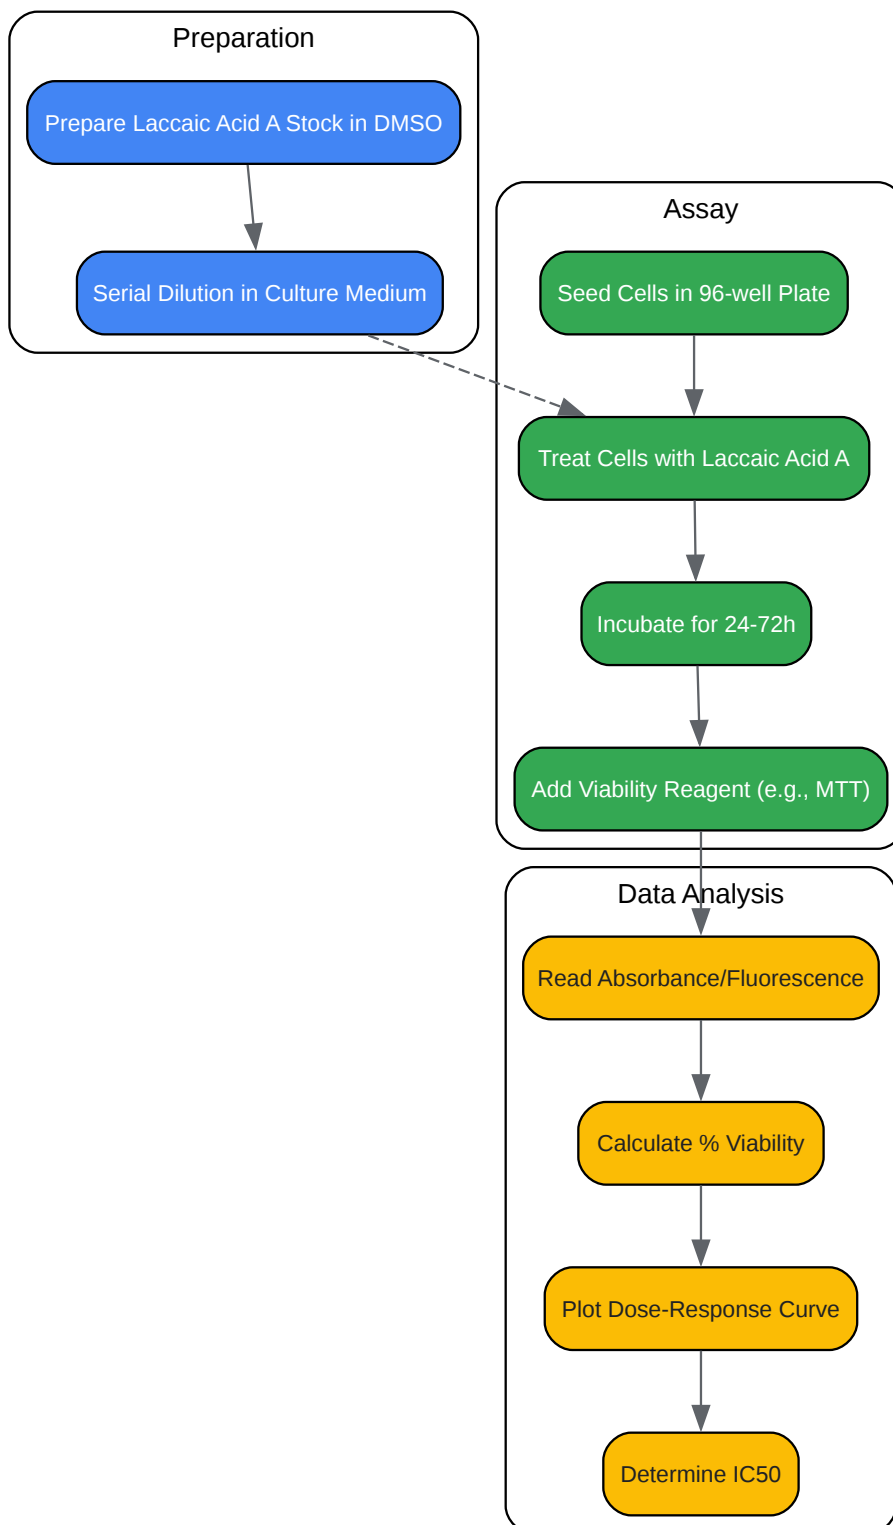 Preparation
Prepare Laccaic Acid A Stock in DMSO
Serial Dilution in Culture Medium
Assay
Seed Cells in 96-well Plate
Treat Cells with Laccaic Acid A
Incubate for 24-72h
Add Viability Reagent (e.g., MTT)
Data Analysis
Read Absorbance/Fluorescence
Calculate % Viability
Plot Dose-Response Curve
Determine IC50